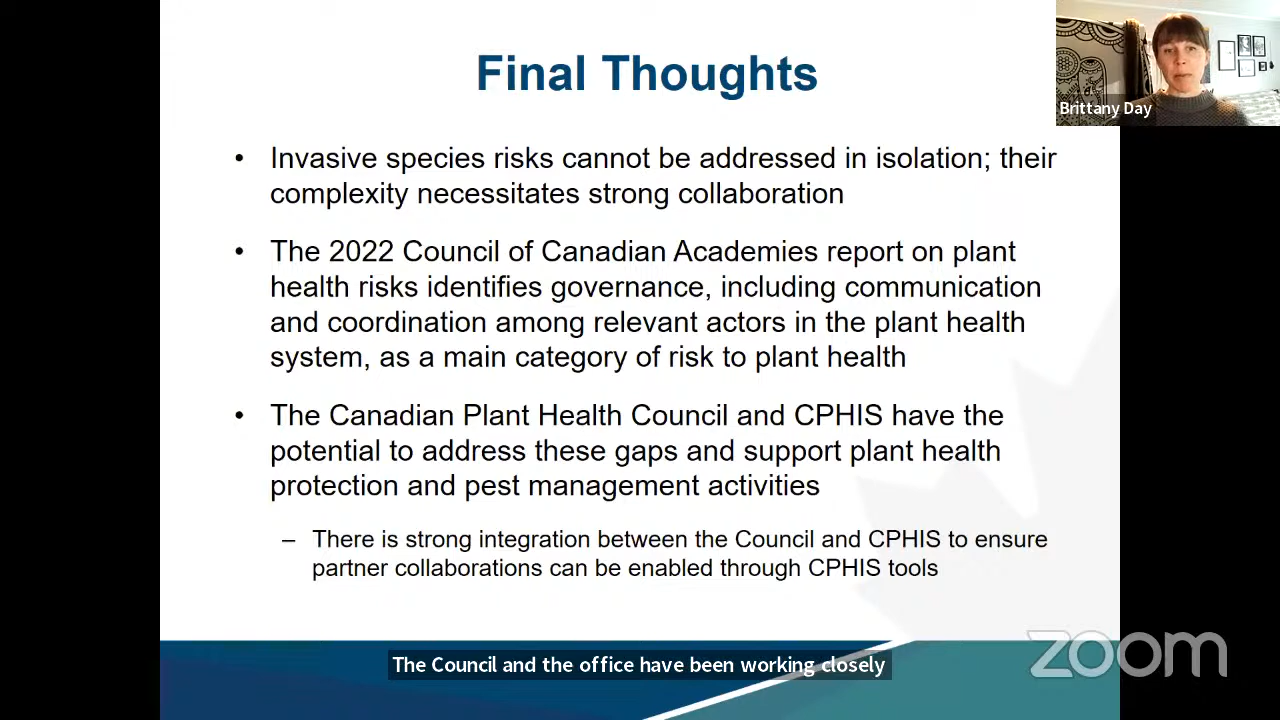 Final Thoughts
Brittany Day
• Invasive species risks cannot be addressed in isolation; their
complexity necessitates strong collaboration
• The 2022 Council of Canadian Academies report on plant
health risks identifies governance, including communication
and coordination among relevant actors in the plant health
system, as a main category of risk to plant health
• The Canadian Plant Health Council and CPHIS have the
potential to address these gaps and support plant health
protection and pest management activities
– There is strong integration between the Council and CPHIS to ensure
partner collaborations can be enabled through CPHIS tools
The Council and the office have been working closely
zoom